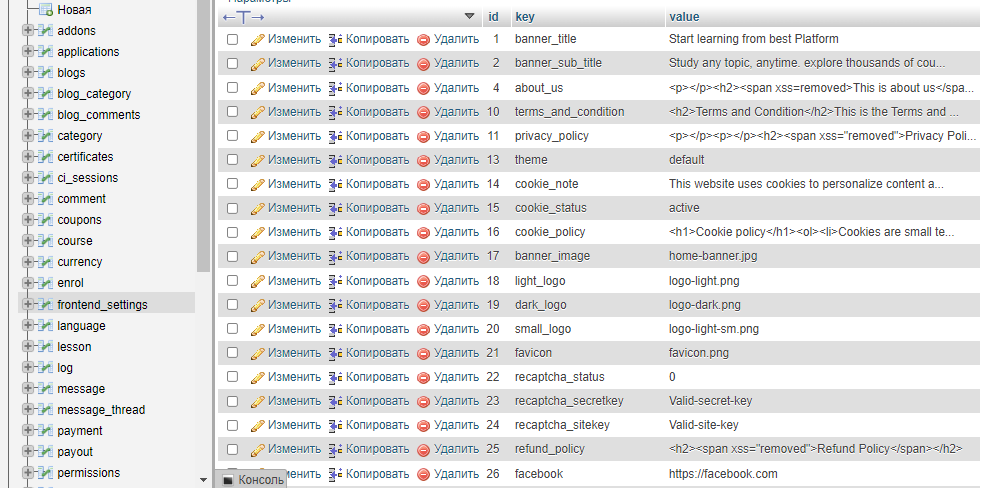 Параметры
Новая
addons
applications
blogs
blog_category
blog_comments
category
certificates
ci_sessions
comment
coupons
course
currency
enrol
frontend_settings
language
lesson
log
message
message_thread
payment
payout
permissions
id key value
Изменить Копировать Удалить 1 banner_title Start learning from best Platform
Изменить Копировать Удалить 2 banner_sub_title Study any topic, anytime. explore thousands of cou...
Изменить Копировать Удалить 4 about_us <p></p><h2><span xss=removed>This is about us</spa...
Изменить Копировать Удалить 10 terms_and_condition <h2>Terms and Condition</h2>This is the Terms and ...
Изменить Копировать Удалить 11 privacy_policy <p></p><p></p><h2><span xss="removed">Privacy Poli...
Изменить Копировать Удалить 13 theme default
Изменить Копировать Удалить 14 cookie_note This website uses cookies to personalize content a...
Изменить Копировать Удалить 15 cookie_status active
Изменить Копировать Удалить 16 cookie_policy <h1>Cookie policy</h1><ol><li>Cookies are small te...
Изменить Копировать Удалить 17 banner_image home-banner.jpg
Изменить Копировать Удалить 18 light_logo logo-light.png
Изменить Копировать Удалить 19 dark_logo logo-dark.png
Изменить Копировать Удалить 20 small_logo logo-light-sm.png
Изменить Копировать Удалить 21 favicon favicon.png
Изменить Копировать Удалить 22 recaptcha_status 0
Изменить Копировать Удалить 23 recaptcha_secretkey Valid-secret-key
Изменить Копировать Удалить 24 recaptcha_sitekey Valid-site-key
Изменить Копировать Удалить 25 refund_policy <h2><span xss="removed">Refund Policy</span></h2>
менить Копировать Удалить 26 facebook https://facebook.com
Консоль